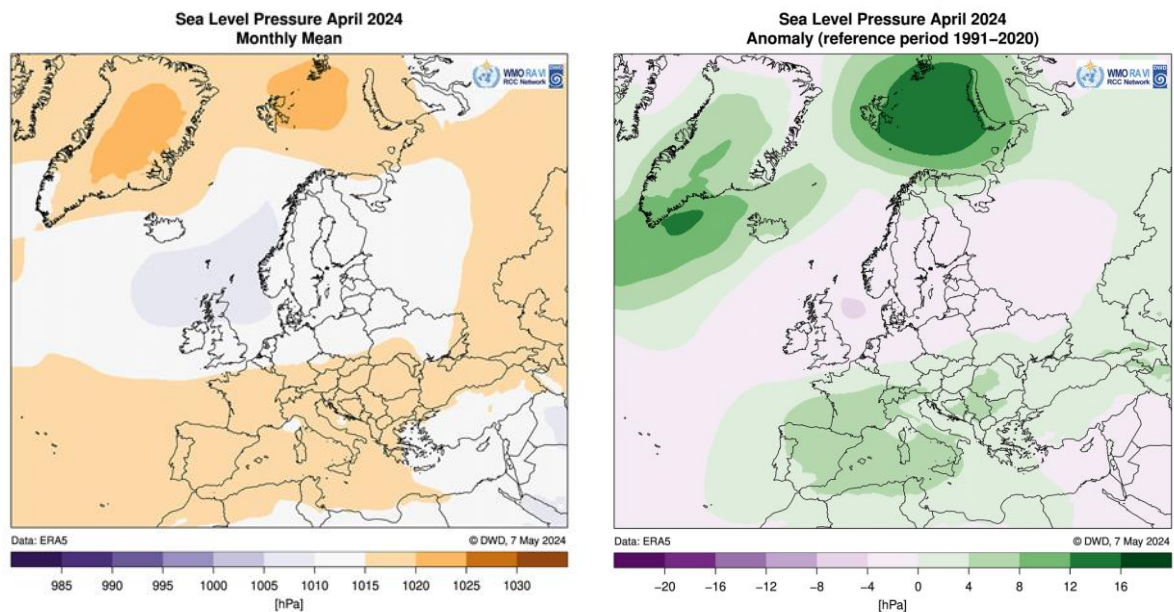 Sea Level Pressure April 2024
Monthly Mean
WMO RA VI
RCC Network
DWD
Data: ERA5
© DWD, 7 May 2024
985 990 995 1000 1005 1010 1015 1020 1025 1030
[hPa]
Sea Level Pressure April 2024
Anomaly (reference period 1991−2020)
WMO RA VI
RCC Network
DWD
Data: ERA5
© DWD, 7 May 2024
−20 −16 −12 −8 −4 0 4 8 12 16
[hPa]